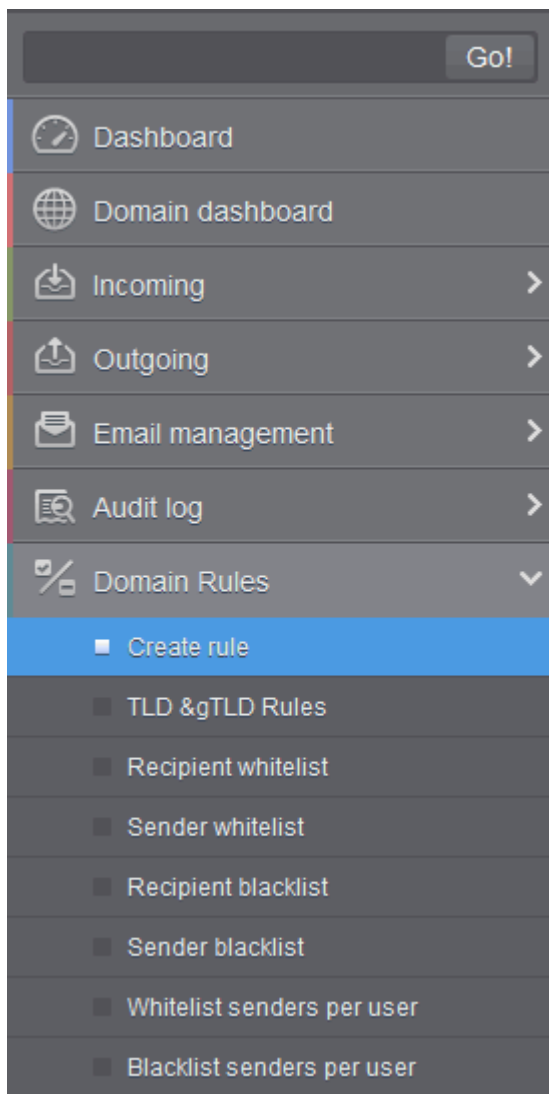 Go!
Dashboard
Domain dashboard
Incoming
Outgoing
Email management
Audit log
Domain Rules
Create rule
TLD &gTLD Rules
Recipient whitelist
Sender whitelist
Recipient blacklist
Sender blacklist
Whitelist senders per user
Blacklist senders per user